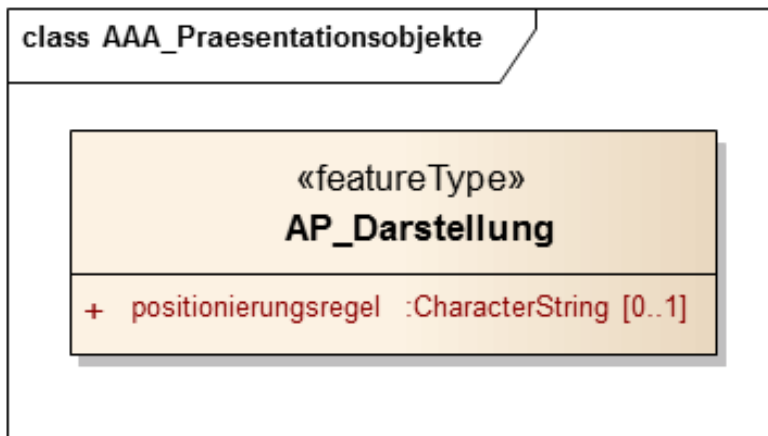 class AAA_Praesentationsobjekte
«featureType»
AP_Darstellung
+ positionierungsregel :CharacterString [0..1]